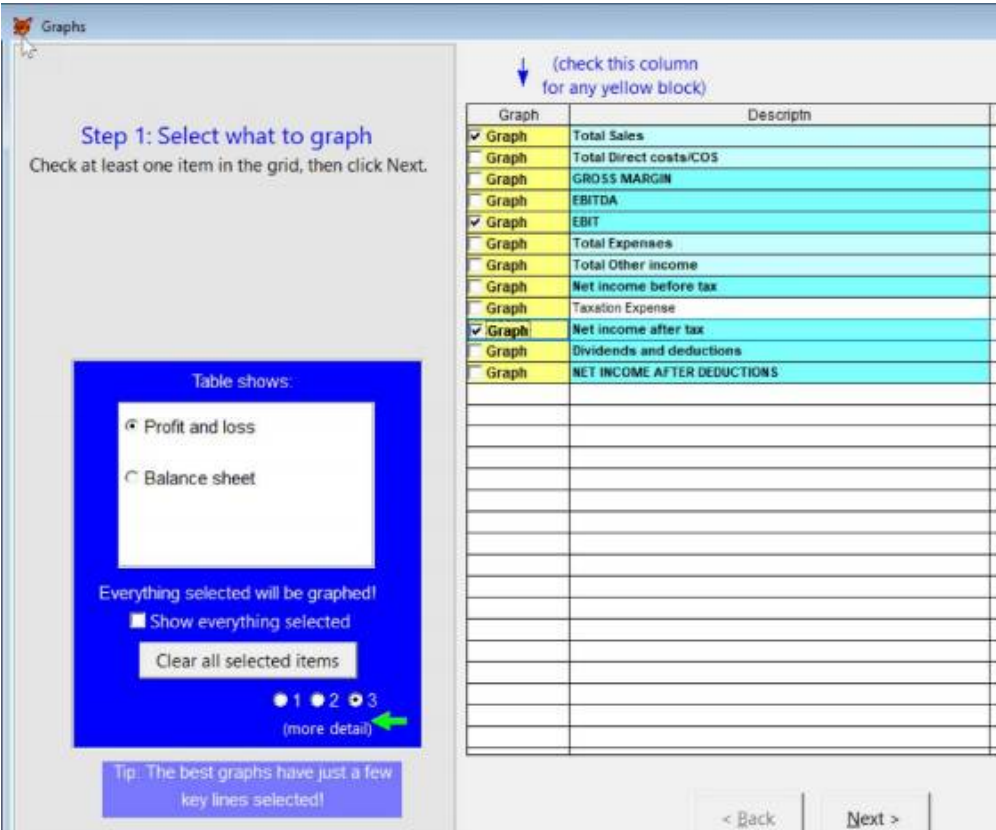 Graphs
Step 1: Select what to graph
Check at least one item in the grid, then click Next.
Table shows:
Profit and loss
Balance sheet
Everything selected will be graphed!
Show everything selected
Clear all selected items
1 2 3
(more detail)
Tip: The best graphs have just a few
key lines selected!
(check this column
for any yellow block)
Graph Descriptn
Graph Total Sales
Graph Total Direct costs/COS
Graph GROSS MARGIN
Graph EBITDA
Graph EBIT
Graph Total Expenses
Graph Total Other income
Graph Net income before tax
Graph Taxation Expense
Graph Net income after tax
Graph Dividends and deductions
Graph NET INCOME AFTER DEDUCTIONS
< Back Next >